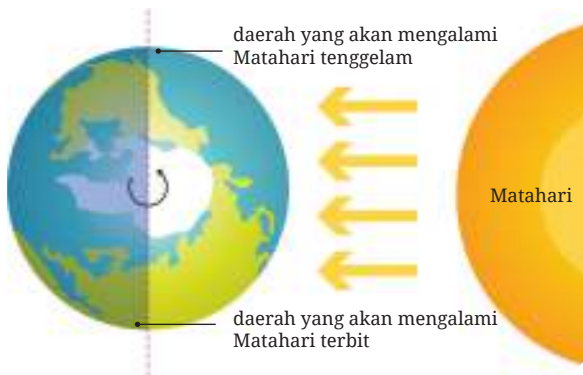 daerah yang akan mengalami
Matahari tenggelam
Matahari
daerah yang akan mengalami
Matahari terbit